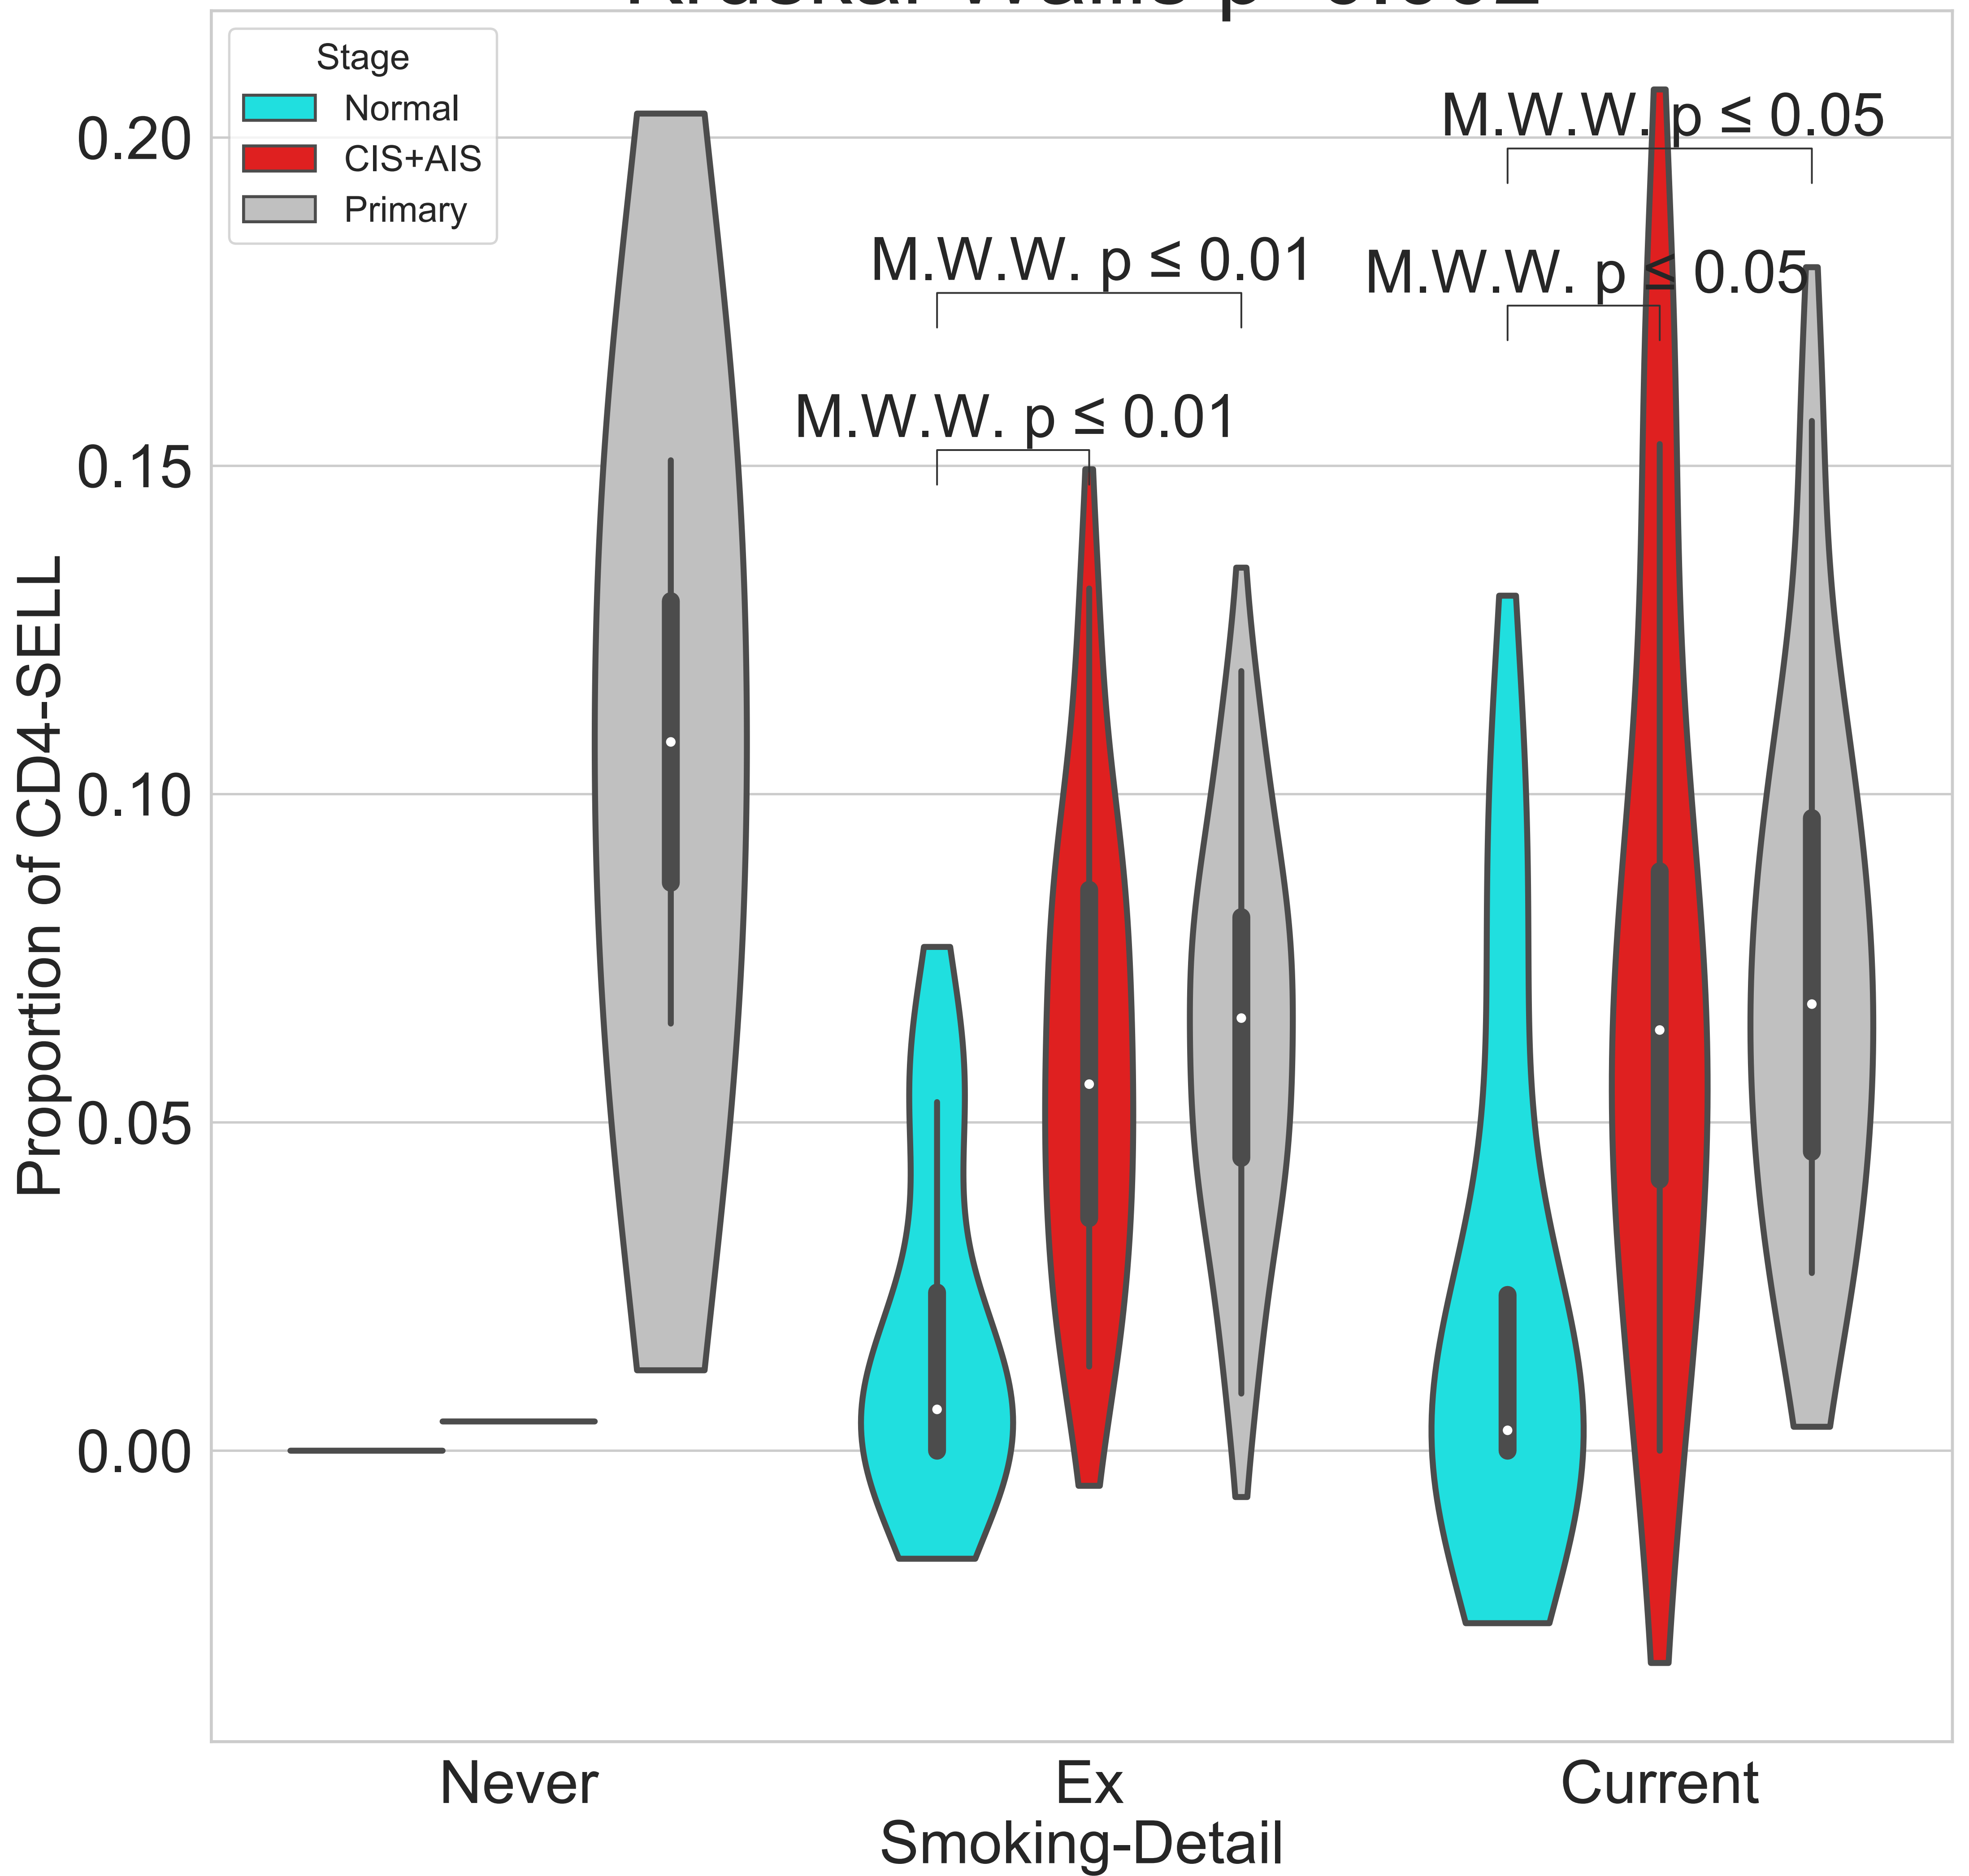 Stage
Normal
CIS+AIS
Primary
M.W.W. p ≤ 0.05
M.W.W. p ≤ 0.01
M.W.W. p ≤ 0.05
M.W.W. p ≤ 0.01
0.20
0.15
0.10
0.05
0.00
Proportion of CD4-SELL
Never
Ex
Current
Smoking-Detail